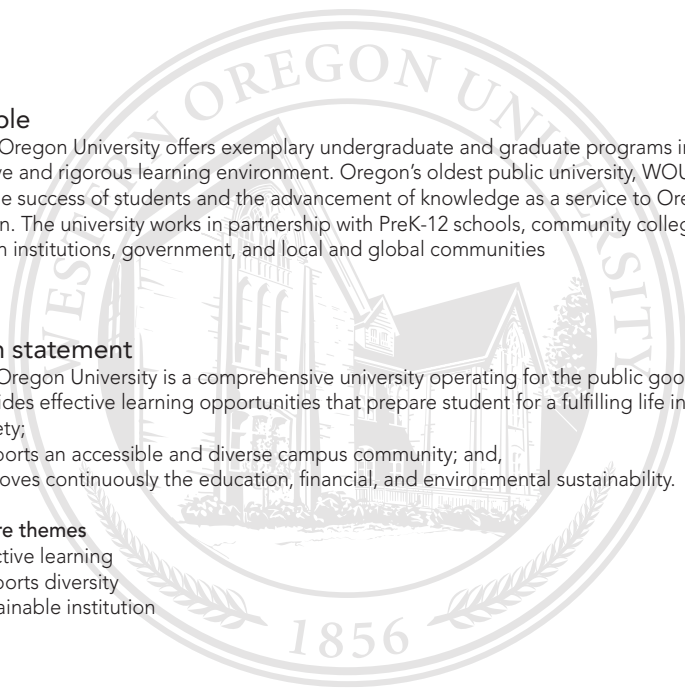 WESTERN OREGON UNIVERSITY
ble
Oregon University offers exemplary undergraduate and graduate programs in
ve and rigorous learning environment. Oregon's oldest public university, WOU
e success of students and the advancement of knowledge as a service to Ore
n. The university works in partnership with PreK-12 schools, community colleg
n institutions, government, and local and global communities
n statement
Oregon University is a comprehensive university operating for the public goo
ides effective learning opportunities that prepare student for a fulfilling life in
ety;
ports an accessible and diverse campus community; and,
oves continuously the education, financial, and environmental sustainability.
re themes
ctive learning
ports diversity
ainable institution
1856